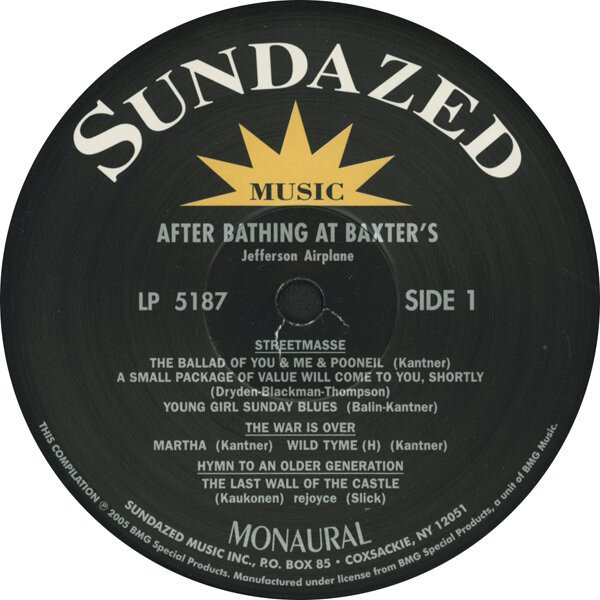 SUNDAZED
MUSIC
AFTER BATHING AT BAXTER'S
Jefferson Airplane
LP 5187 SIDE 1
STREETMASSE
THE BALLAD OF YOU & ME & POONEIL (Kantner)
A SMALL PACKAGE OF VALUE WILL COME TO YOU, SHORTLY
(Dryden-Blackman-Thompson)
YOUNG GIRL SUNDAY BLUES (Balin-Kantner)
THE WAR IS OVER
MARTHA (Kantner) WILD TYME (H) (Kantner)
HYMN TO AN OLDER GENERATION
THE LAST WALL OF THE CASTLE
(Kaukonen) rejoyce (Slick)
MONAURAL
SUNDAZED MUSIC INC., P.O. BOX 85 • COXSACKIE, NY 12051
THIS COMPILATION ℗ 2005 BMG Special Products. Manufactured under license from BMG Special Products, a unit of BMG Music.